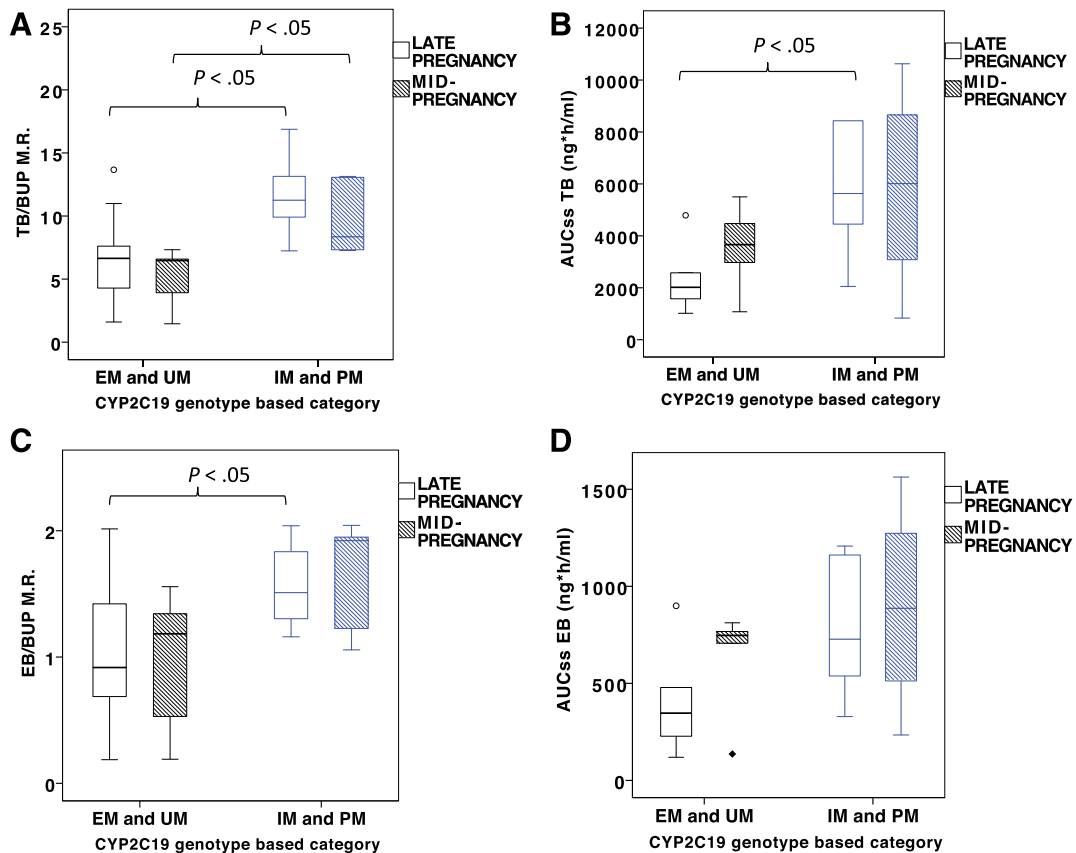 A
25
20
15
10
5
0
TB/BUP M.R.
P < .05
P < .05
LATE
PREGNANCY
MID-
PREGNANCY
EM and UM
IM and PM
CYP2C19 genotype based category
B
12000
10000
8000
6000
4000
2000
0
AUCss TB (ng*h/ml)
P < .05
LATE
PREGNANCY
MID-
PREGNANCY
EM and UM
IM and PM
CYP2C19 genotype based category
C
2
1
0
EB/BUP M.R.
P < .05
LATE
PREGNANCY
MID-
PREGNANCY
EM and UM
IM and PM
CYP2C19 genotype based category
D
1500
1000
500
0
AUCss EB (ng*h/ml)
LATE
PREGNANCY
MID-
PREGNANCY
EM and UM
IM and PM
CYP2C19 genotype based category